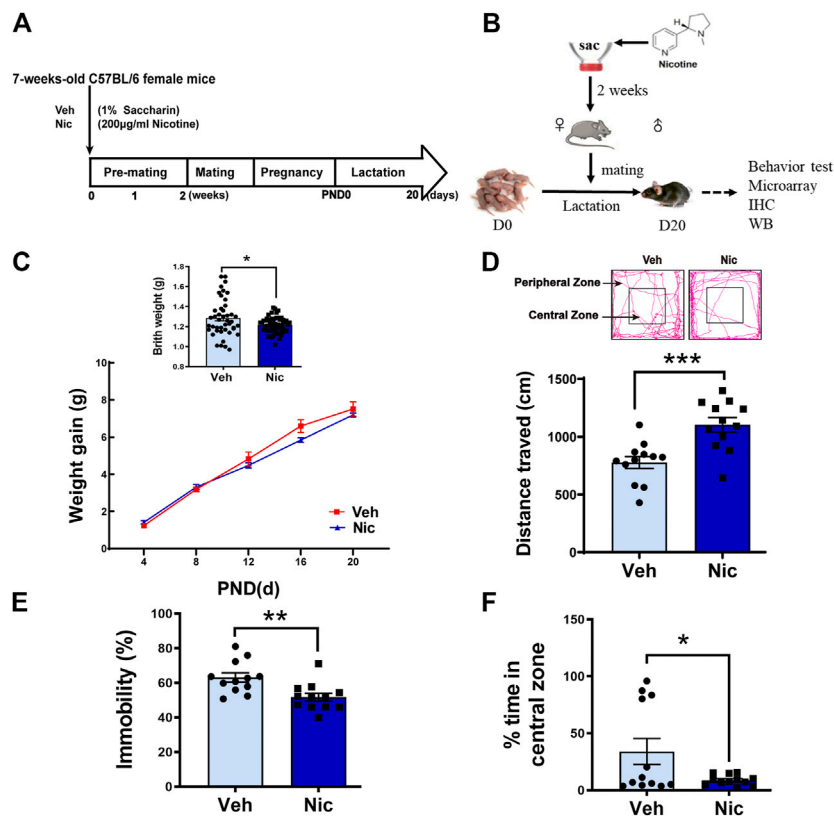 A
7-weeks-old C57BL/6 female mice
Veh (1% Saccharin)
Nic (200μg/ml Nicotine)
Pre-mating Mating Pregnancy Lactation
0 1 2 (weeks) PND0 20 (days)
B
sac
Nicotine
2 weeks
♀ ♂
mating
Lactation
D0 D20
Behavior test
Microarray
IHC
WB
C
*
Brith weight (g)
1.8
1.6
1.4
1.2
1.0
0.8
Veh Nic
Weight gain (g)
10
8
6
4
2
0
Veh
Nic
4 8 12 16 20
PND(d)
D
Veh Nic
Peripheral Zone
Central Zone
***
Distance traved (cm)
1500
1000
500
0
Veh Nic
E
**
Immobility (%)
100
80
60
40
20
0
Veh Nic
F
*
% time in
central zone
150
100
50
0
Veh Nic